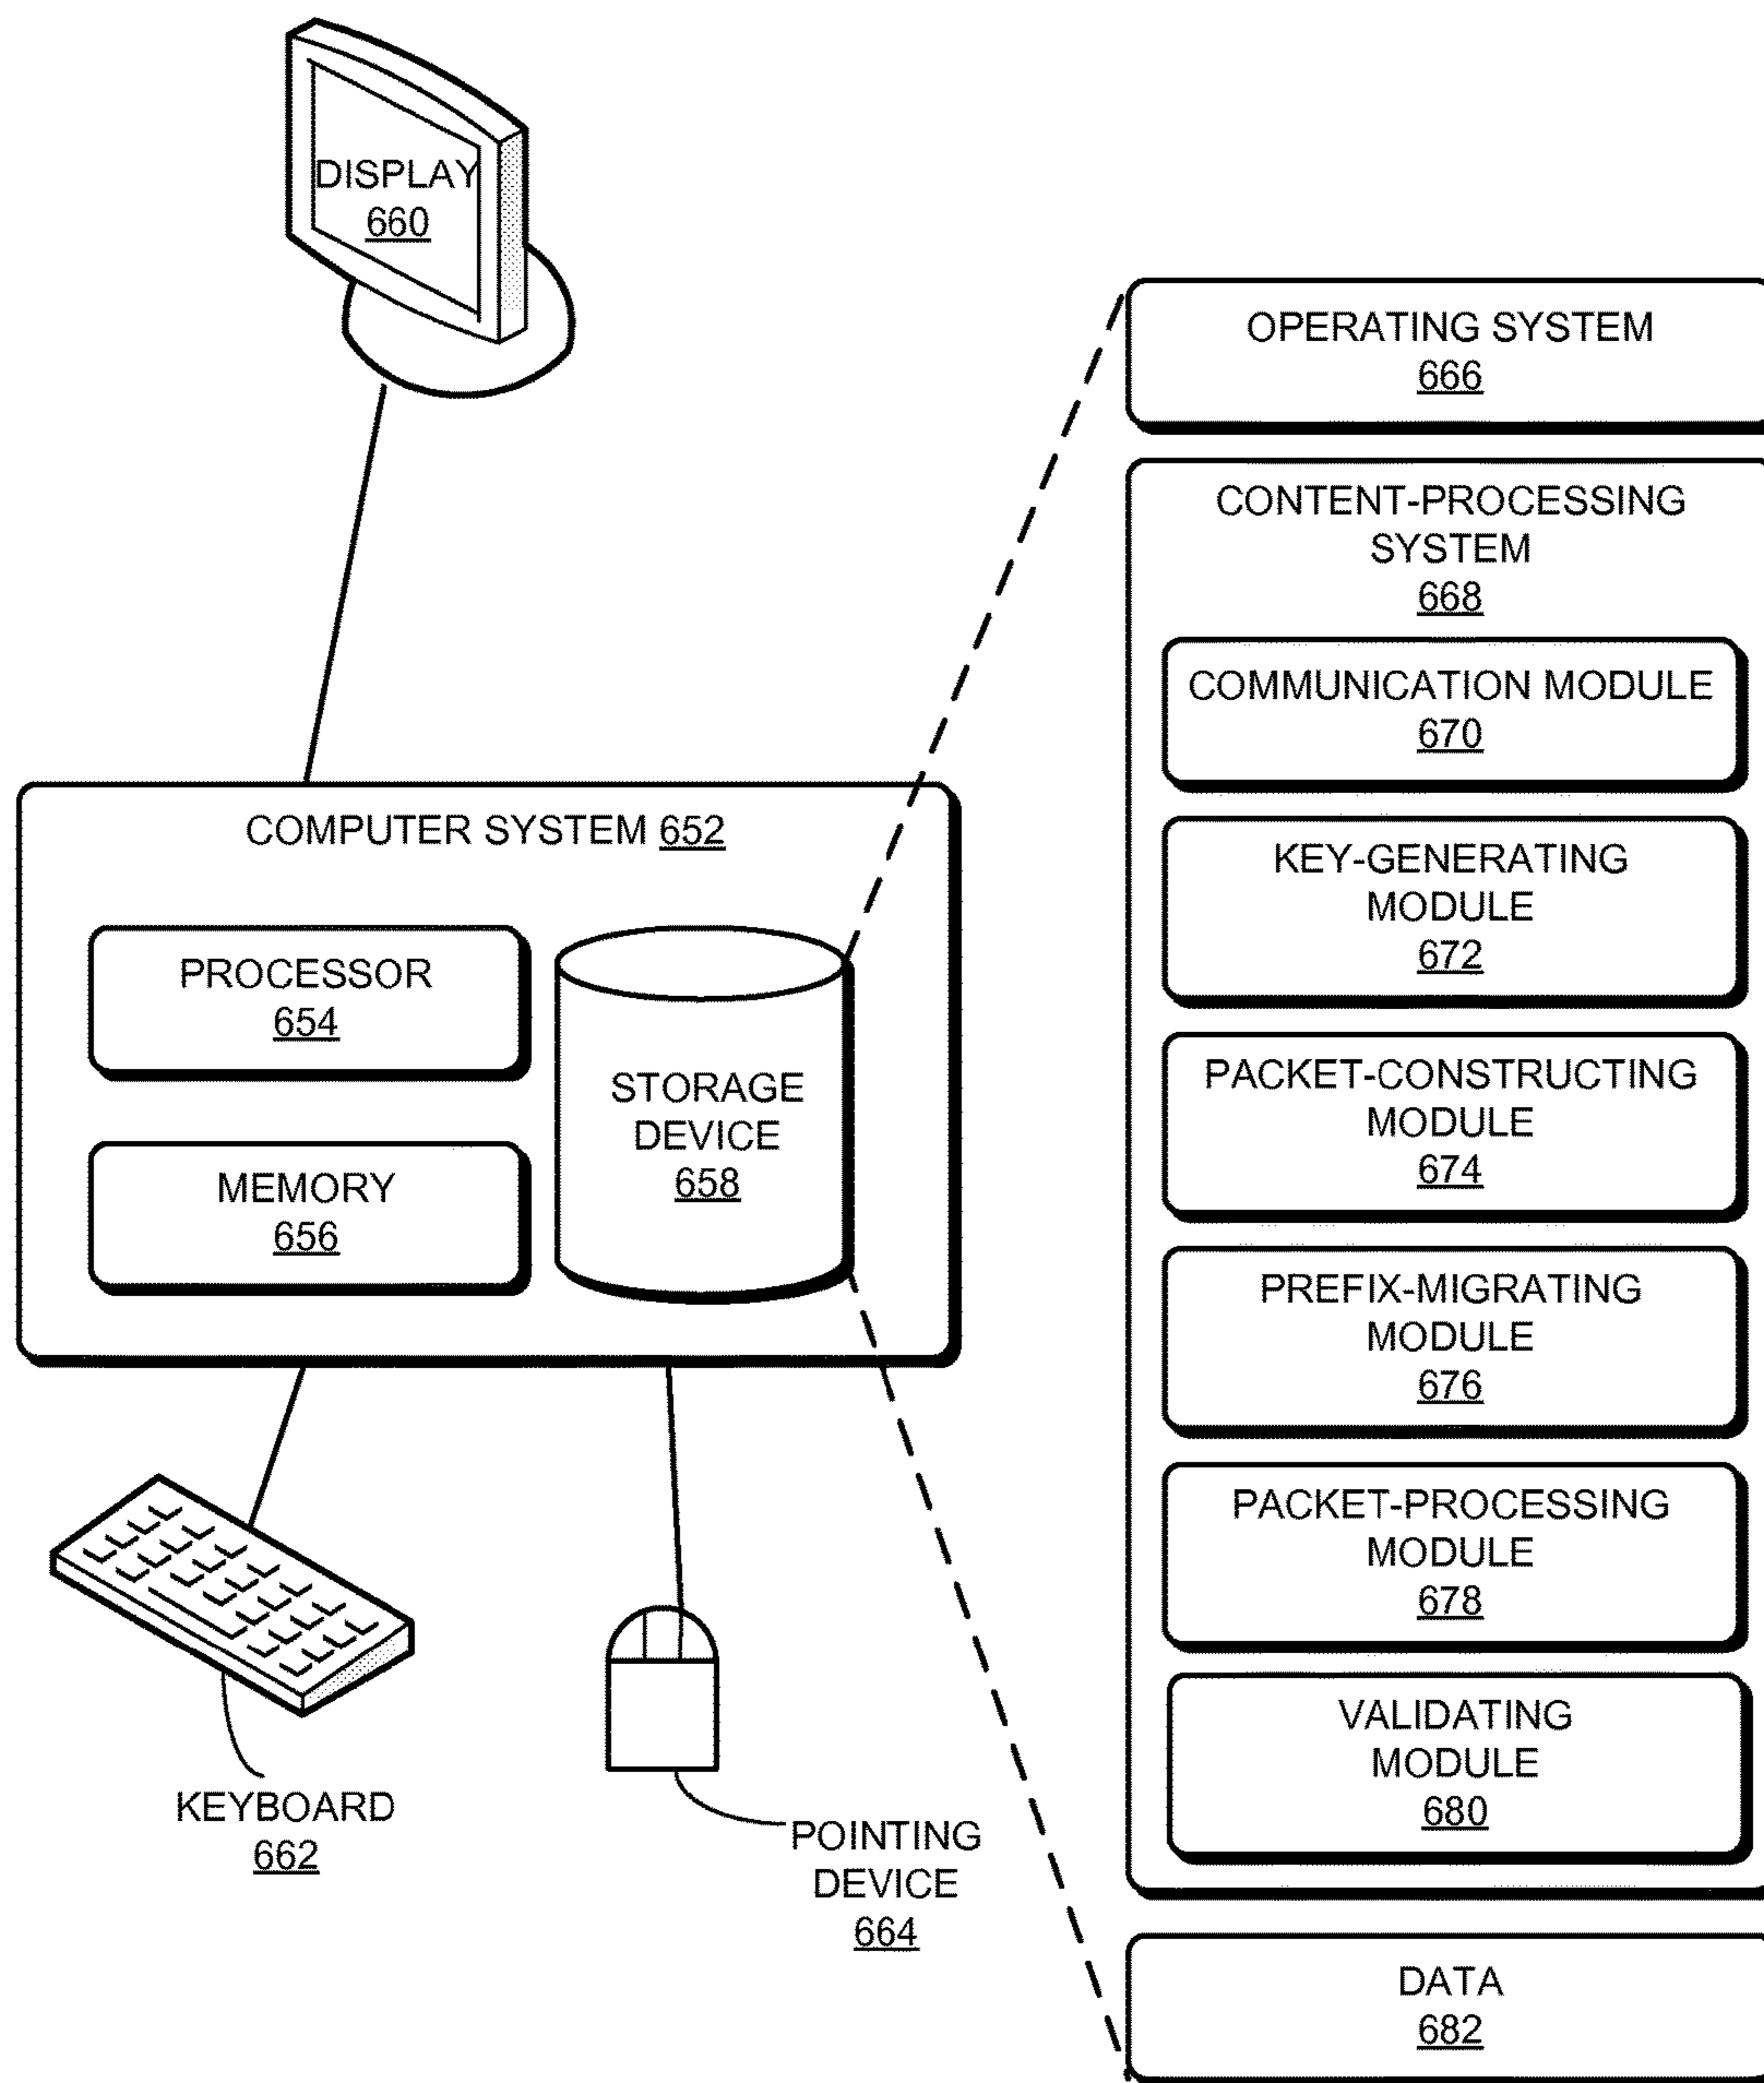 DISPLAY
660
COMPUTER SYSTEM 652
PROCESSOR
654
MEMORY
656
STORAGE
DEVICE
658
KEYBOARD
662
POINTING
DEVICE
664
OPERATING SYSTEM
666
CONTENT-PROCESSING
SYSTEM
668
COMMUNICATION MODULE
670
KEY-GENERATING
MODULE
672
PACKET-CONSTRUCTING
MODULE
674
PREFIX-MIGRATING
MODULE
676
PACKET-PROCESSING
MODULE
678
VALIDATING
MODULE
680
DATA
682